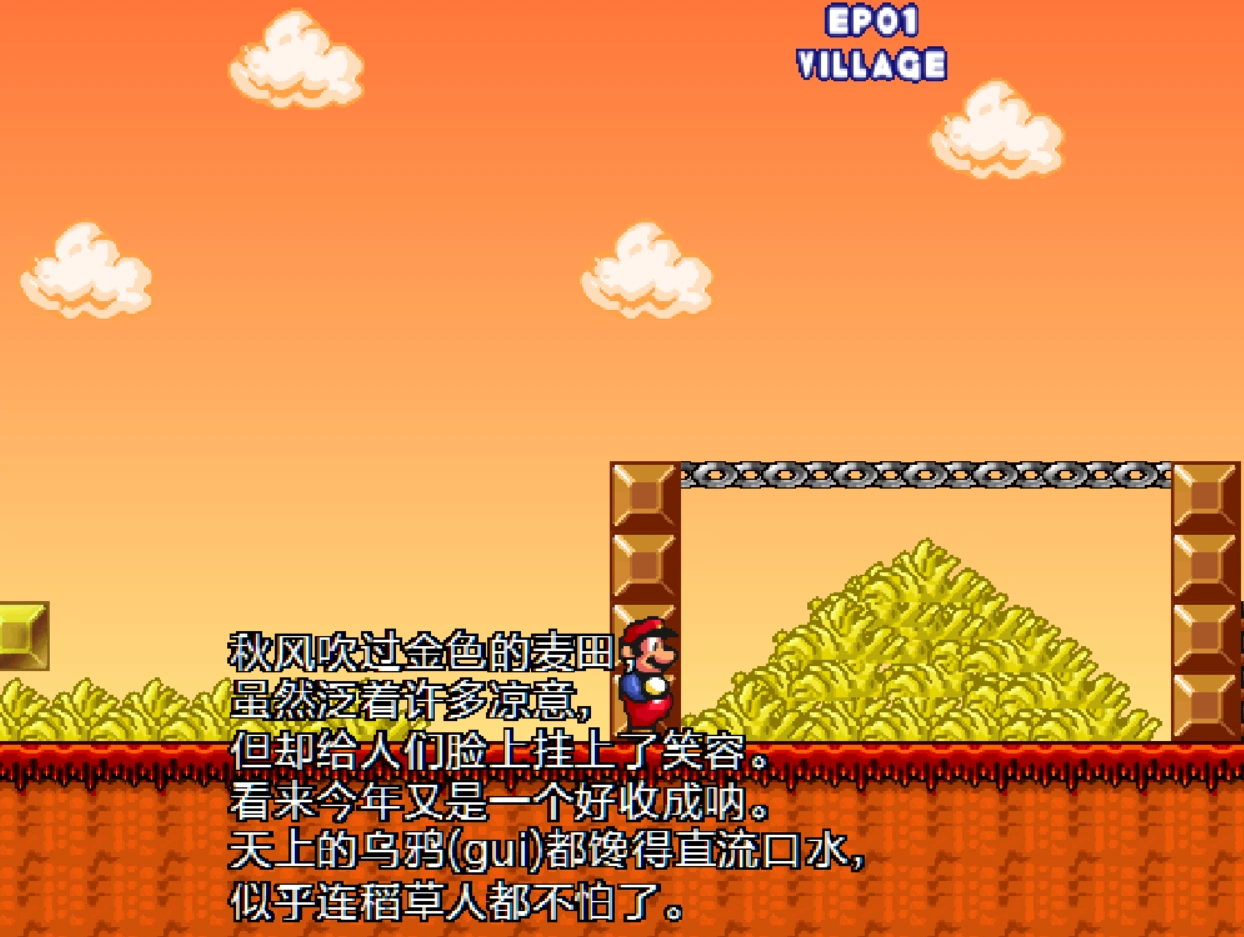 EP01
VILLAGE
秋风吹过金色的麦田,
虽然泛着许多凉意,
但却给人们脸上挂上了笑容。
看来今年又是一个好收成呐。
天上的乌鸦(gui)都馋得直流口水,
似乎连稻草人都不怕了。